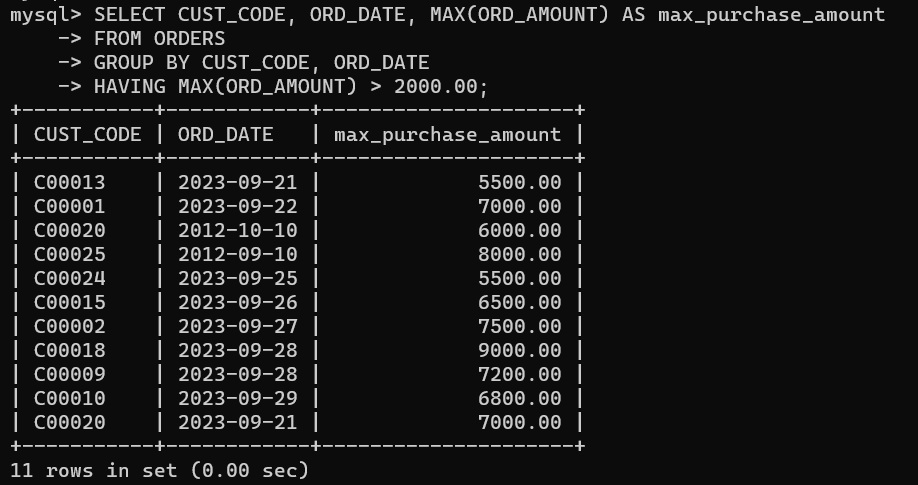 mysql> SELECT CUST_CODE, ORD_DATE, MAX(ORD_AMOUNT) AS max_purchase_amount
    -> FROM ORDERS
    -> GROUP BY CUST_CODE, ORD_DATE
    -> HAVING MAX(ORD_AMOUNT) > 2000.00;
+-----------+------------+---------------------+
| CUST_CODE | ORD_DATE   | max_purchase_amount |
+-----------+------------+---------------------+
| C00013    | 2023-09-21 |             5500.00 |
| C00001    | 2023-09-22 |             7000.00 |
| C00020    | 2012-10-10 |             6000.00 |
| C00025    | 2012-09-10 |             8000.00 |
| C00024    | 2023-09-25 |             5500.00 |
| C00015    | 2023-09-26 |             6500.00 |
| C00002    | 2023-09-27 |             7500.00 |
| C00018    | 2023-09-28 |             9000.00 |
| C00009    | 2023-09-28 |             7200.00 |
| C00010    | 2023-09-29 |             6800.00 |
| C00020    | 2023-09-21 |             7000.00 |
+-----------+------------+---------------------+
11 rows in set (0.00 sec)